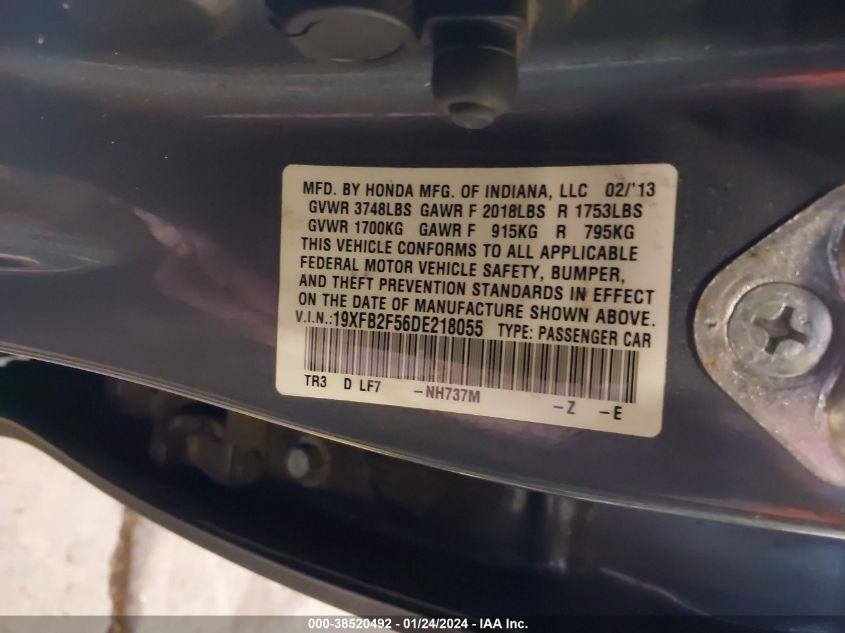 MFD. BY HONDA MFG. OF INDIANA, LLC 02/'13
GVWR 3748LBS GAWR F 2018LBS R 1753LBS
GVWR 1700KG GAWR F 915KG R 795KG
THIS VEHICLE CONFORMS TO ALL APPLICABLE
FEDERAL MOTOR VEHICLE SAFETY, BUMPER,
AND THEFT PREVENTION STANDARDS IN EFFECT
ON THE DATE OF MANUFACTURE SHOWN ABOVE.
V.I.N.:19XFB2F56DE218055 TYPE: PASSENGER CAR
TR3 D LF7 -NH737M -Z -E
000-38520492 - 01/24/2024 - IAA Inc.